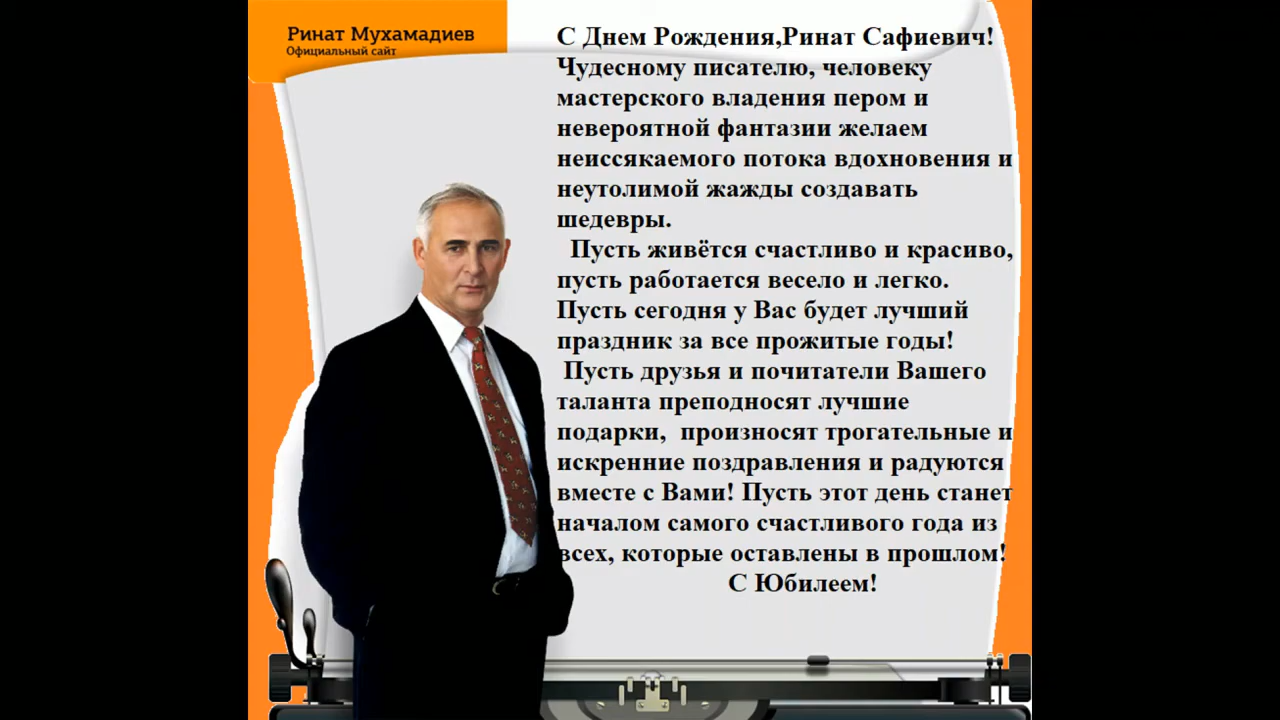 Ринат Мухамадиев
Официальный сайт
С Днем Рождения,Ринат Сафиевич!
Чудесному писателю, человеку
мастерского владения пером и
невероятной фантазии желаем
неиссякаемого потока вдохновения и
неутолимой жажды создавать
шедевры.
Пусть живётся счастливо и красиво,
пусть работается весело и легко.
Пусть сегодня у Вас будет лучший
праздник за все прожитые годы!
Пусть друзья и почитатели Вашего
таланта преподносят лучшие
подарки, произносят трогательные и
искренние поздравления и радуются
вместе с Вами! Пусть этот день станет
началом самого счастливого года из
всех, которые оставлены в прошлом!
С Юбилеем!